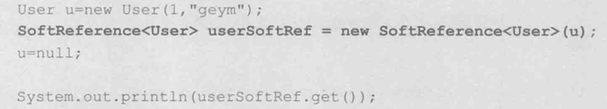 User u=new User(1,"geym");
SoftReference<User> userSoftRef = new SoftReference<User>(u);
u=null;
System.out.println(userSoftRef.get());